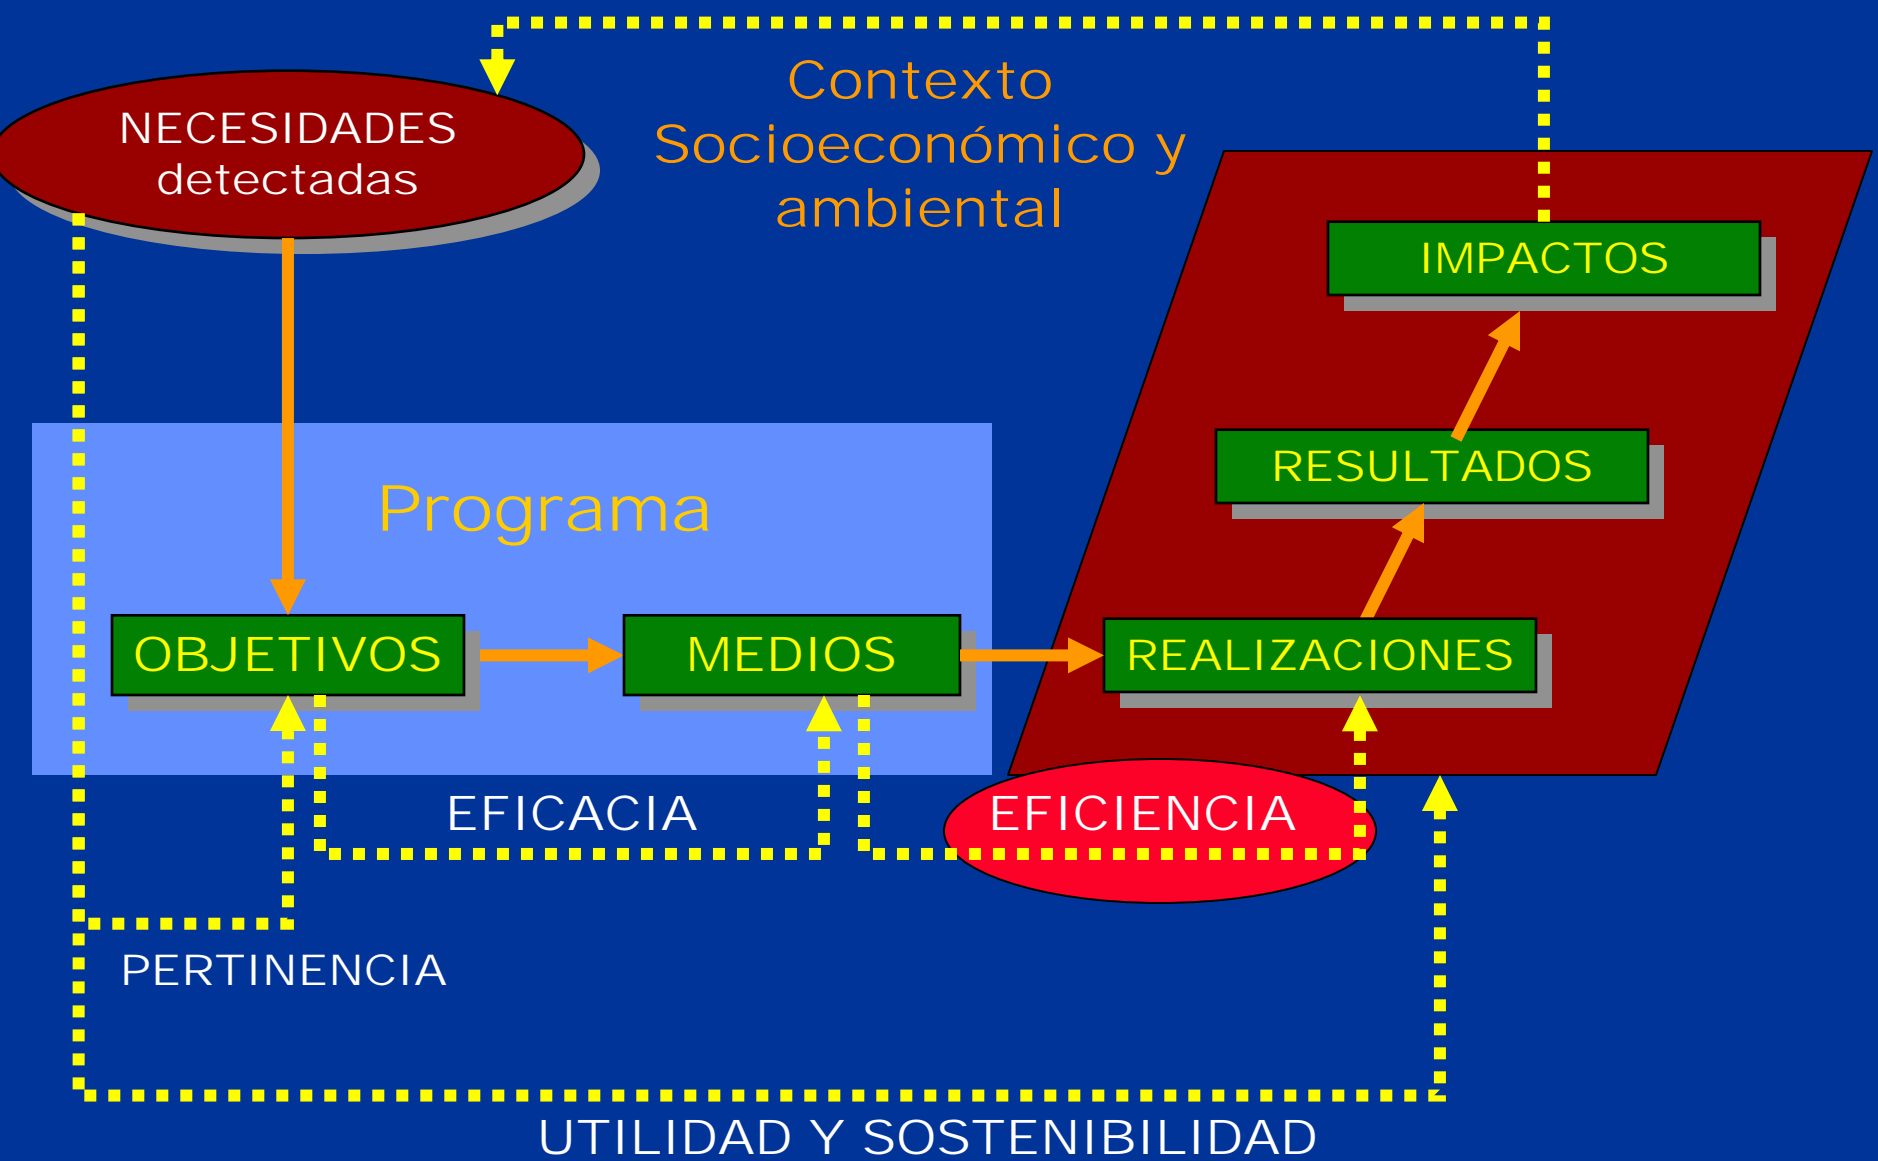 Contexto
Socioeconómico y
ambiental
NECESIDADES
detectadas
IMPACTOS
RESULTADOS
Programa
OBJETIVOS
MEDIOS
REALIZACIONES
EFICACIA
EFICIENCIA
PERTINENCIA
UTILIDAD Y SOSTENIBILIDAD